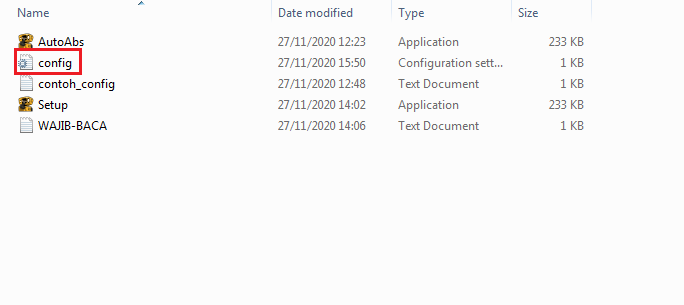 Name Date modified Type Size
AutoAbs 27/11/2020 12:23 Application 233 KB
config 27/11/2020 15:50 Configuration sett... 1 KB
contoh_config 27/11/2020 12:48 Text Document 1 KB
Setup 27/11/2020 14:02 Application 233 KB
WAJIB-BACA 27/11/2020 14:06 Text Document 1 KB